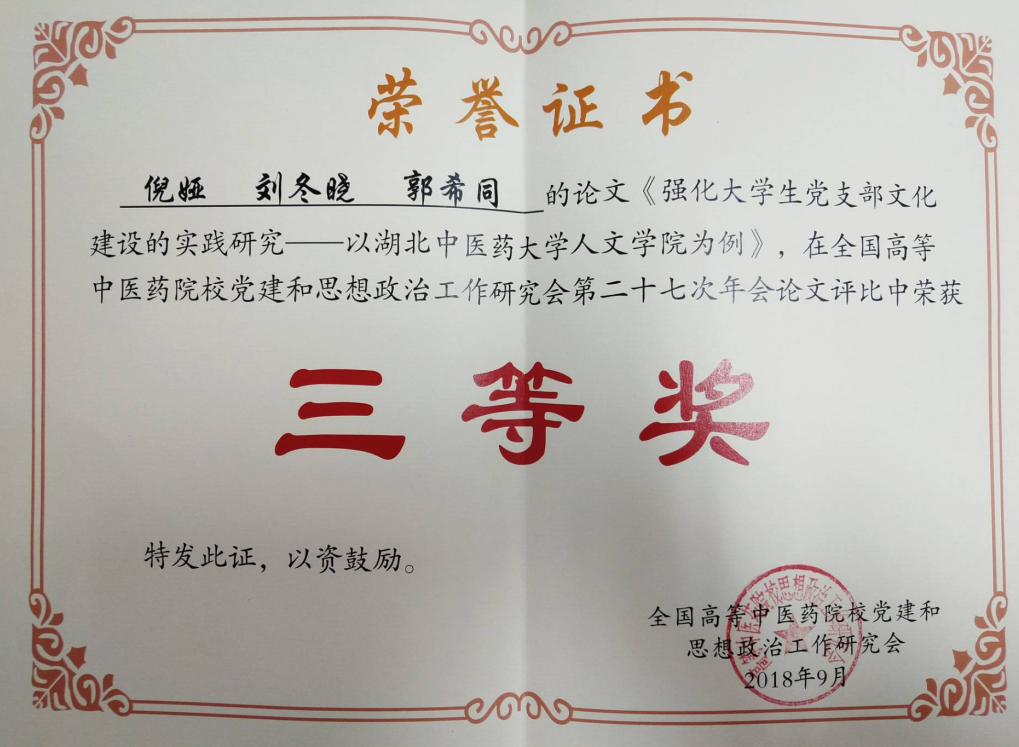 荣誉证书
倪娅 刘冬晓 郭希同 的论文《强化大学生党支部文化
建设的实践研究——以湖北中医药大学人文学院为例》，在全国高等
中医药院校党建和思想政治工作研究会第二十七次年会论文评比中荣获
三等奖
特发此证，以资鼓励。
全国高等中医药院校党建和
思想政治工作研究会
2018年9月